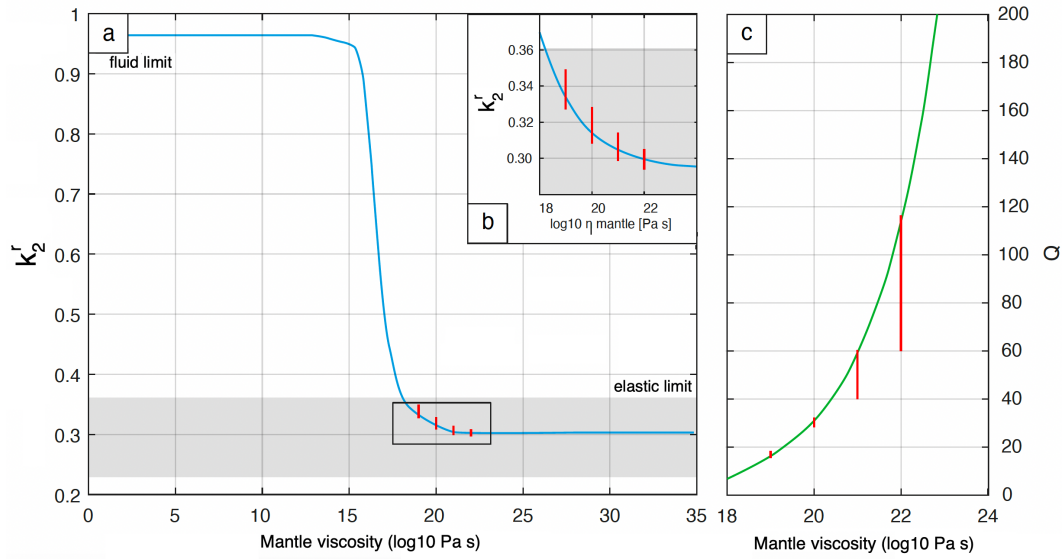 a
fluid limit
1
0.9
0.8
0.7
0.6
0.5
0.4
0.3
0.2
k₂ʳ
0 5 10 15 20 25 30 35
Mantle viscosity (log10 Pa s)
elastic limit
b
0.36
0.34
0.32
0.30
k₂ʳ
18 20 22
log10 η mantle [Pa s]
c
200
180
160
140
120
100
80
60
40
20
0
Q
18 20 22 24
Mantle viscosity (log10 Pa s)